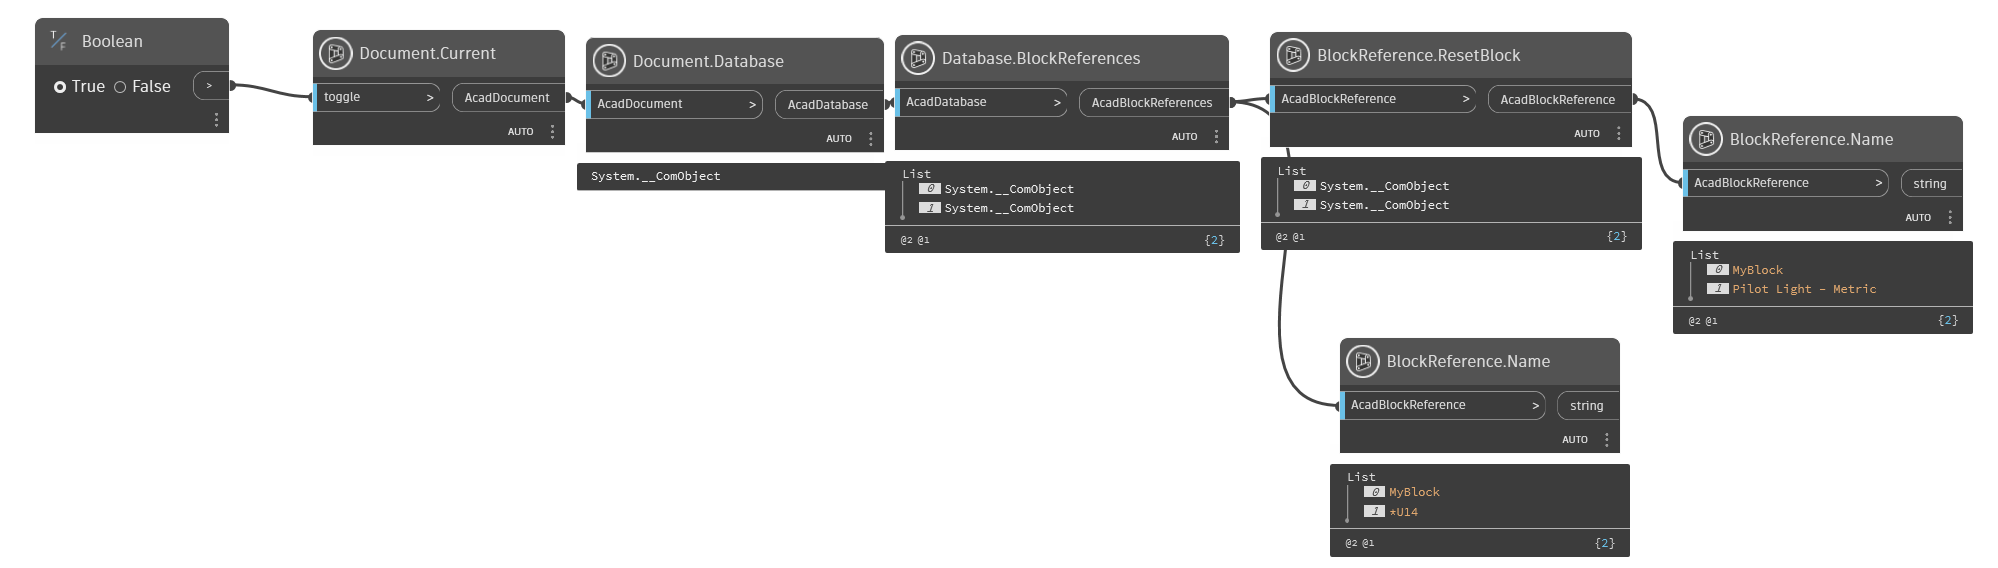 T
F
Boolean
True False >
Document.Current
toggle > AcadDocument
AUTO
Document.Database
AcadDocument > AcadDatabase
AUTO
System.__ComObject
Database.BlockReferences
AcadDatabase > AcadBlockReferences
AUTO
List
0 System.__ComObject
1 System.__ComObject
@2 @1 {2}
BlockReference.ResetBlock
AcadBlockReference > AcadBlockReference
AUTO
List
0 System.__ComObject
1 System.__ComObject
@2 @1 {2}
BlockReference.Name
AcadBlockReference > string
AUTO
List
0 MyBlock
1 Pilot Light - Metric
@2 @1 {2}
BlockReference.Name
AcadBlockReference > string
AUTO
List
0 MyBlock
1 *U14
@2 @1 {2}